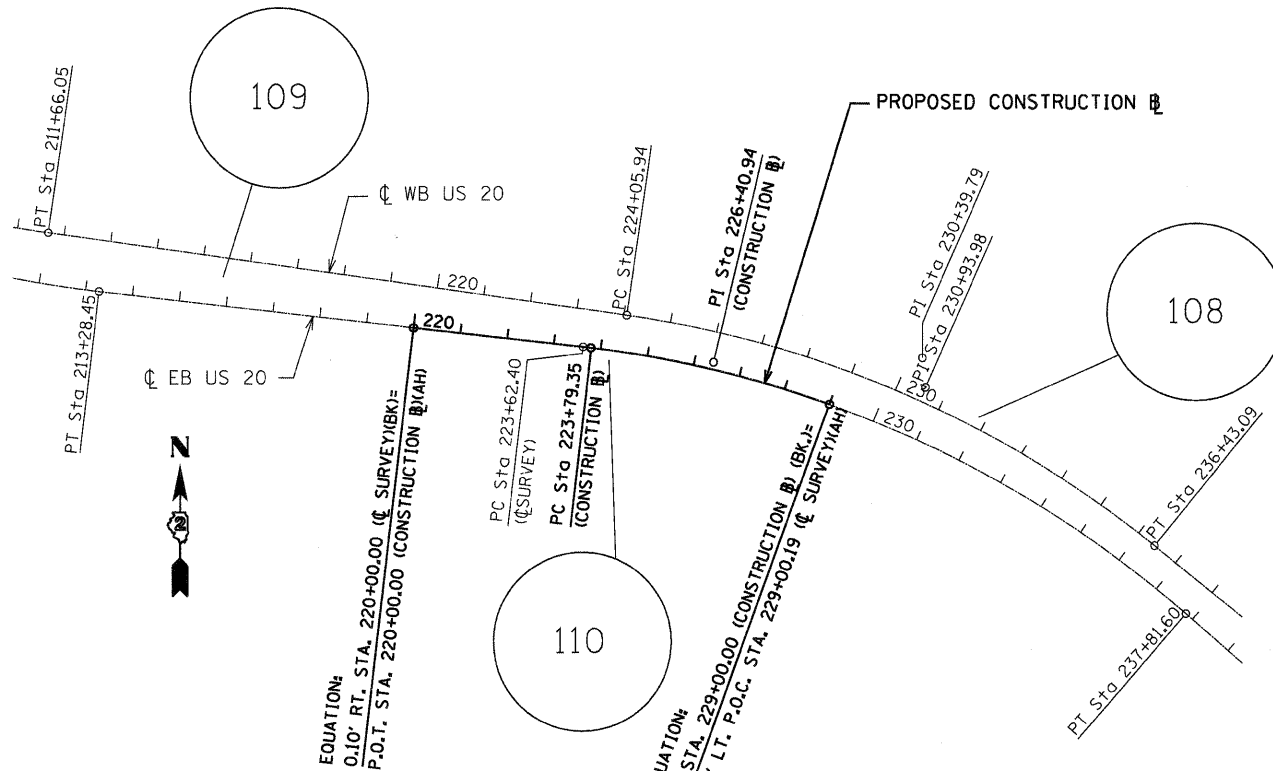 109
PT Sta 211+66.05
PROPOSED CONSTRUCTION ℄
℄ WB US 20
PC Sta 224+05.94
PI Sta 226+40.94
(CONSTRUCTION ℄)
PI Sta 230+39.79
PI Sta 230+93.98
108
220
220
230
230
PT Sta 213+28.45
℄ EB US 20
PC Sta 223+62.40
(℄SURVEY)
PC Sta 223+79.35
(CONSTRUCTION ℄)
PT Sta 236+43.09
PT Sta 237+81.60
N
2
110
EQUATION:
0.10' RT. STA. 220+00.00 (℄ SURVEY)(BK)=
P.O.T. STA. 220+00.00 (CONSTRUCTION ℄)(AH)
UATION:
STA. 229+00.00 (CONSTRUCTION ℄) (BK.)=
' LT. P.O.C. STA. 229+00.19 (℄ SURVEY)(AH)